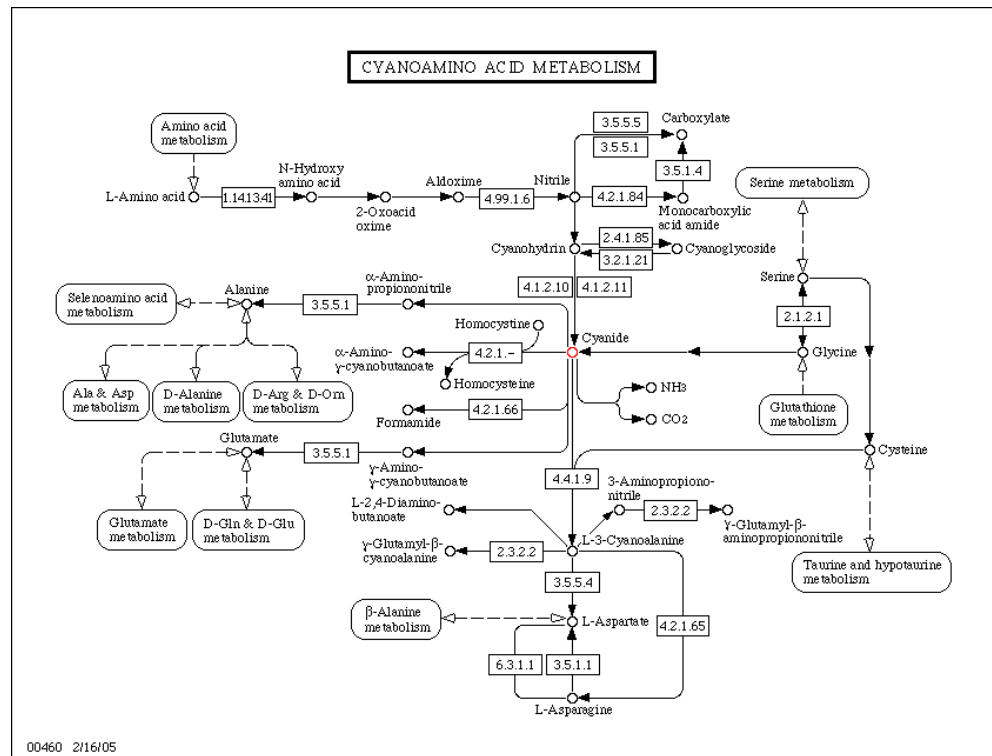 CYANOAMINO ACID METABOLISM
Amino acid
metabolism
L-Amino acid
1.14.13.41
N-Hydroxy
amino acid
2-Oxoacid
oxime
Aldoxime
4.99.1.6
Nitrile
3.5.5.5
3.5.5.1
Carboxylate
3.5.1.4
4.2.1.84
Monocarboxylic
acid amide
Serine metabolism
Cyanohydrin
2.4.1.85
3.2.1.21
Cyanoglycoside
4.1.2.10
4.1.2.11
Serine
2.1.2.1
Glycine
Glutathione
metabolism
Selenoamino acid
metabolism
Alanine
3.5.5.1
α-Amino-
propiononitrile
Homocystine
4.2.1.–
Homocysteine
Cyanide
α-Amino-
γ-cyanobutanoate
Ala & Asp
metabolism
D-Alanine
metabolism
D-Arg & D-Orn
metabolism
4.2.1.66
Formamide
NH3
CO2
Glutamate
3.5.5.1
γ-Amino-
γ-cyanobutanoate
Cysteine
4.4.1.9
Glutamate
metabolism
D-Gln & D-Glu
metabolism
L-2,4-Diamino-
butanoate
3-Aminopropiono-
nitrile
2.3.2.2
γ-Glutamyl-β-
aminopropiononitrile
γ-Glutamyl-β-
cyanoalanine
2.3.2.2
L-3-Cyanoalanine
Taurine and hypotaurine
metabolism
3.5.5.4
β-Alanine
metabolism
L-Aspartate
4.2.1.65
6.3.1.1
3.5.1.1
L-Asparagine
00460 2/16/05